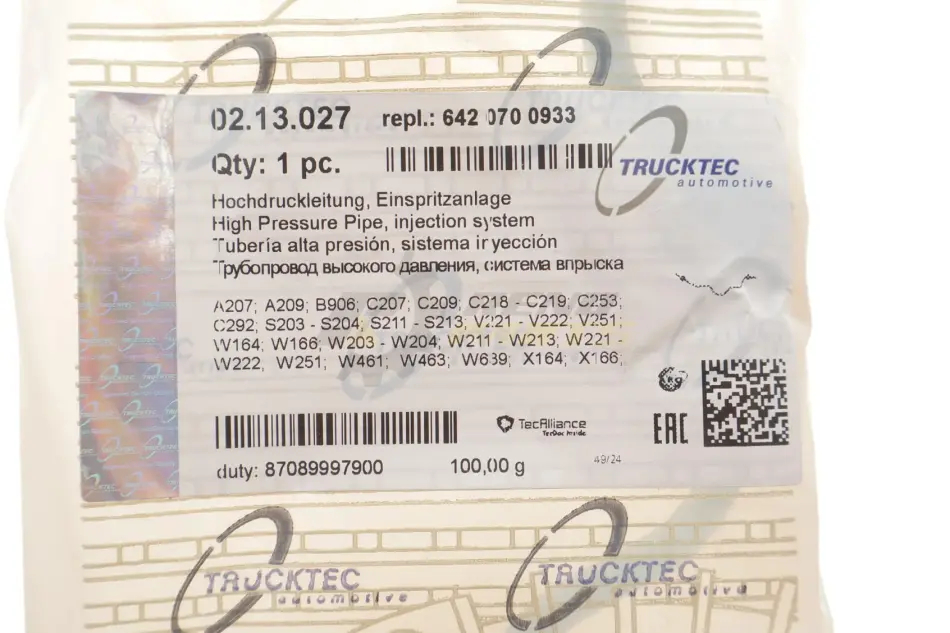 02.13.027 repl.: 642 070 0933
Qty: 1 pc.
TRUCKTEC
automotive
Hochdruckleitung, Einspritzanlage
High Pressure Pipe, injection system
Tubería alta presión, sistema inyección
Трубопровод высокого давления, система впрыска
A207; A209; B906; C207; C209; C218 - C219; C253;
C292; S203 - S204; S211 - S213; V221 - V222; V251;
W164; W166; W203 - W204; W211 - W213; W221 -
W222; W251; W461; W463; W639; X164; X166;
TecAlliance
TecDoc Inside
EAC
duty: 87089997900 100,00 g
49/24
TRUCKTEC
automotive
TRUCKTEC
automotive